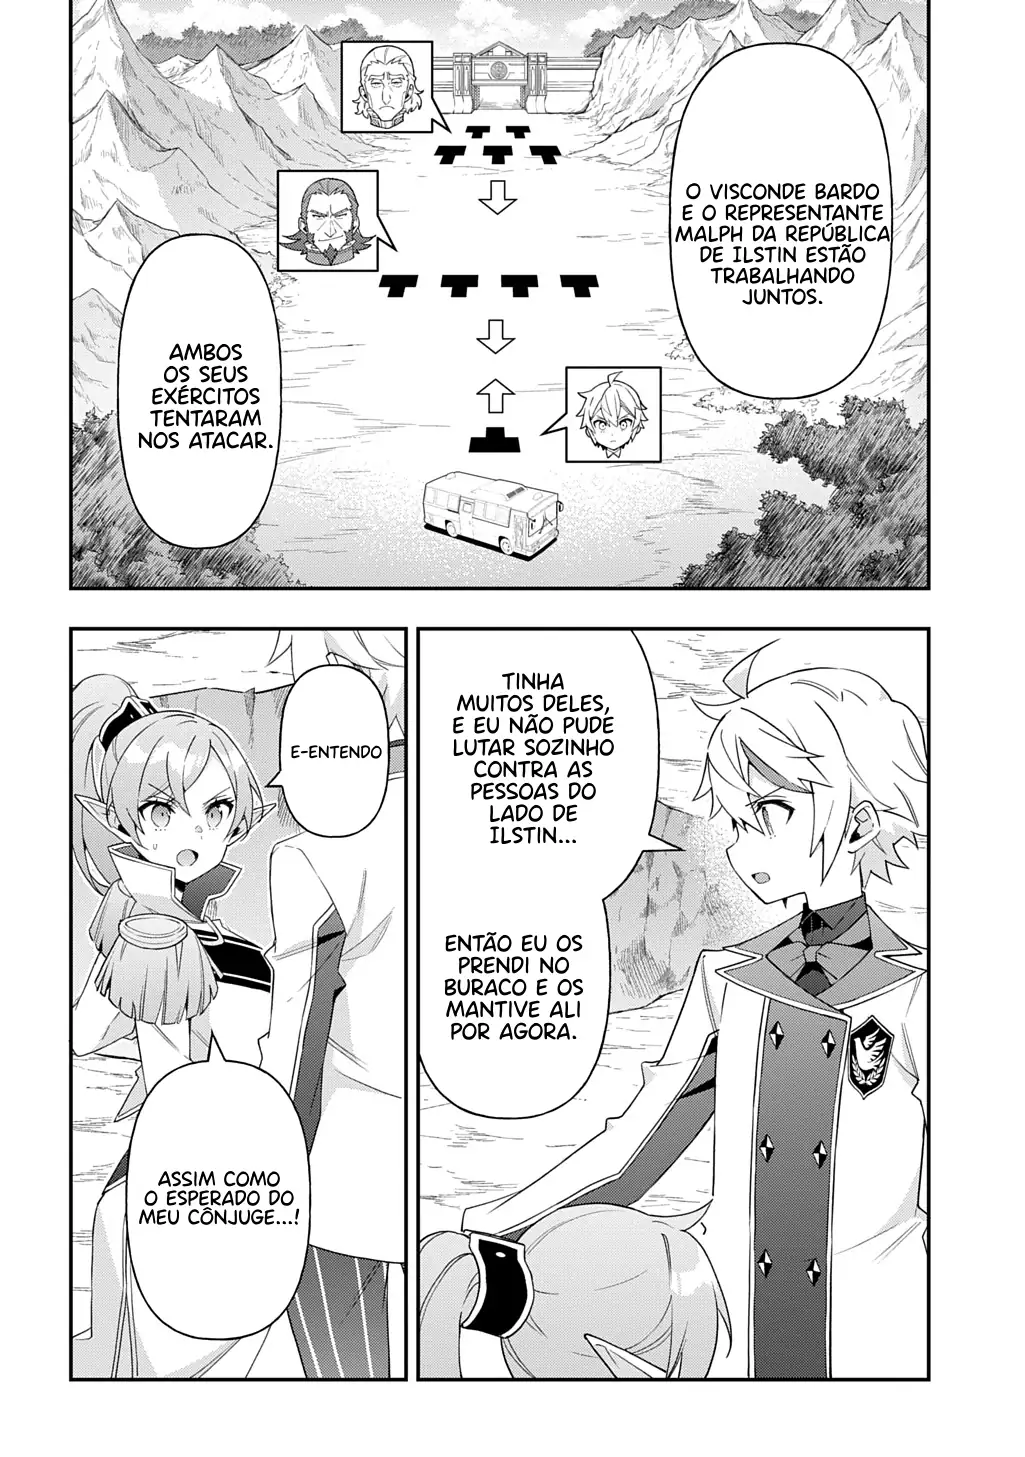 O VISCONDE BARDO
E O REPRESENTANTE
MALPH DA REPÚBLICA
DE ILSTIN ESTÃO
TRABALHANDO
JUNTOS.
AMBOS
OS SEUS
EXÉRCITOS
TENTARAM
NOS ATACAR.
TINHA
MUITOS DELES,
E EU NÃO PUDE
LUTAR SOZINHO
CONTRA AS
PESSOAS DO
LADO DE
ILSTIN...
ENTÃO EU OS
PRENDI NO
BURACO E OS
MANTIVE ALI
POR AGORA.
E-ENTENDO
ASSIM COMO
O ESPERADO DO
MEU CÔNJUGE...!